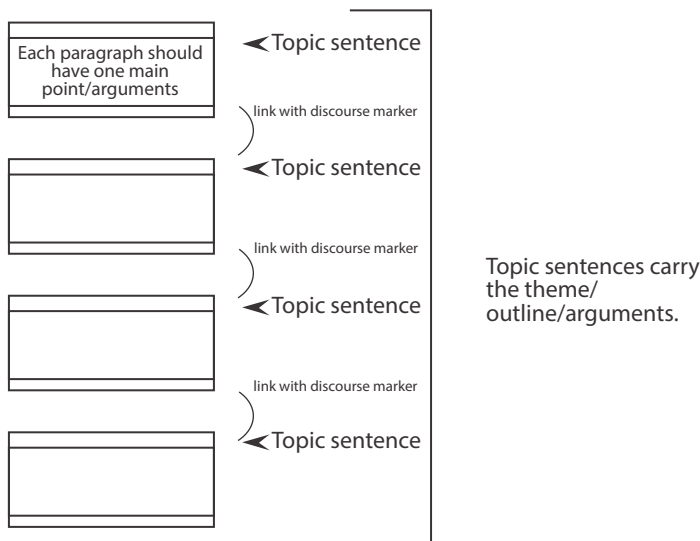 Topic sentence
Each paragraph should
have one main
point/arguments
link with discourse marker
Topic sentence
link with discourse marker
Topic sentence
link with discourse marker
Topic sentence
Topic sentences carry
the theme/
outline/arguments.